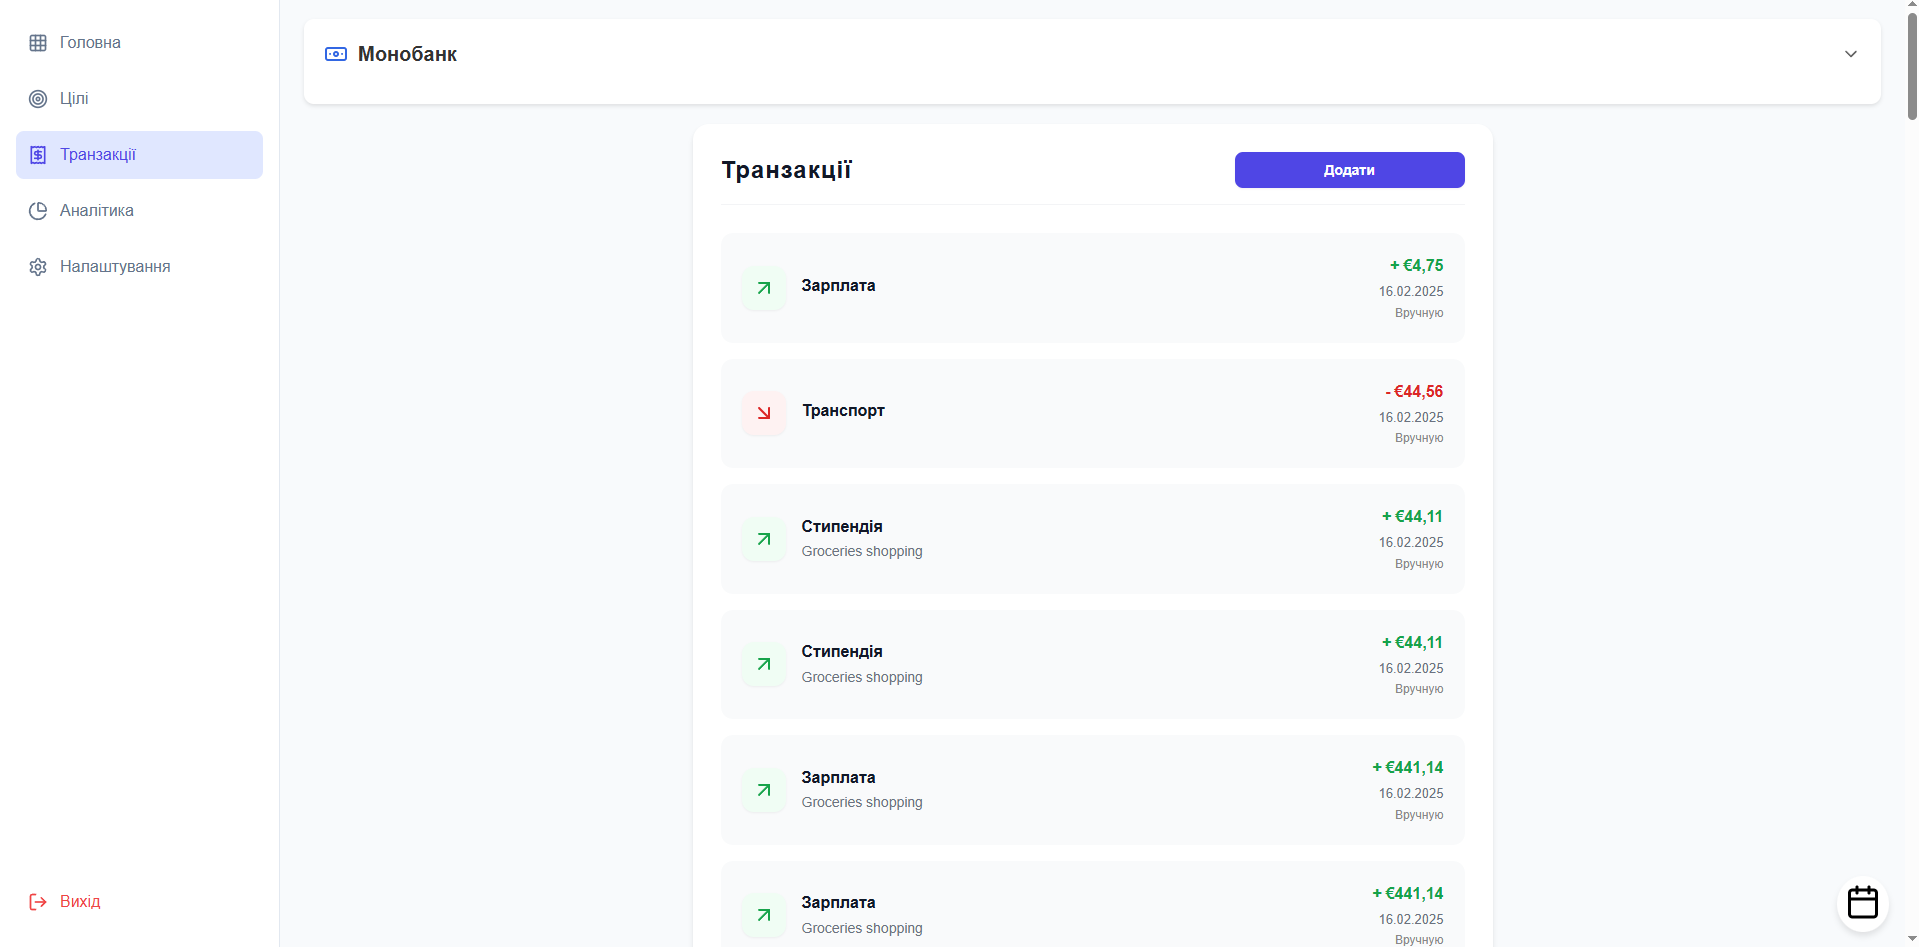 Головна
Цілі
Транзакції
Аналітика
Налаштування
Вихід
Монобанк
Транзакції
Додати
Зарплата
+ €4,75
16.02.2025
Вручную
Транспорт
- €44,56
16.02.2025
Вручную
Стипендія
Groceries shopping
+ €44,11
16.02.2025
Вручную
Стипендія
Groceries shopping
+ €44,11
16.02.2025
Вручную
Зарплата
Groceries shopping
+ €441,14
16.02.2025
Вручную
Зарплата
Groceries shopping
+ €441,14
16.02.2025
Вручную